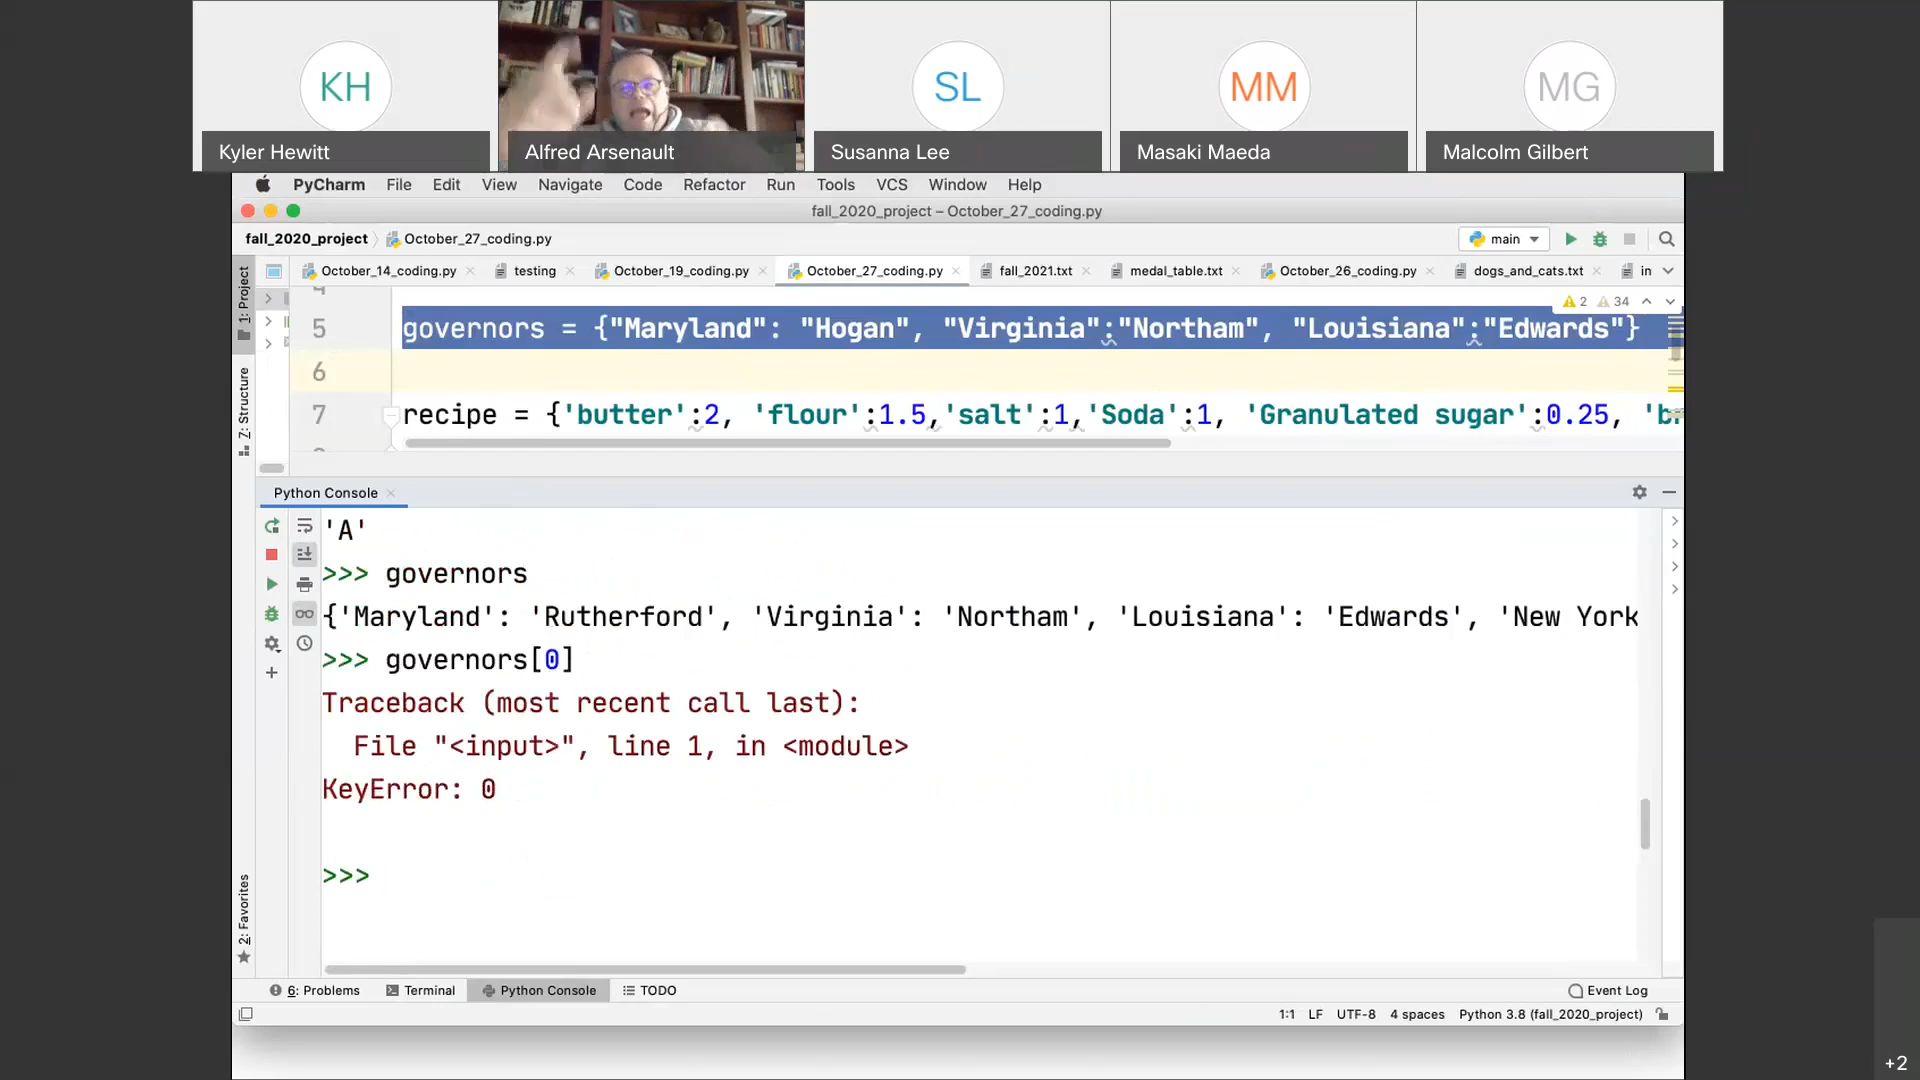 KH
SL
MM
MG
Kyler Hewitt
Alfred Arsenault
Susanna Lee
Masaki Maeda
Malcolm Gilbert
PyCharm File Edit View Navigate Code Refactor Run Tools VCS Window Help
fall_2020_project – October_27_coding.py
fall_2020_project October_27_coding.py
main
1: Project
October_14_coding.py
testing
October_19_coding.py
October_27_coding.py
fall_2021.txt
medal_table.txt
October_26_coding.py
dogs_and_cats.txt
in
2 34
5 governors = {"Maryland": "Hogan", "Virginia":"Northam", "Louisiana":"Edwards"}
6
7 recipe = {'butter':2, 'flour':1.5,'salt':1,'Soda':1, 'Granulated sugar':0.25, 'br
Z: Structure
Python Console
'A'
>>> governors
{'Maryland': 'Rutherford', 'Virginia': 'Northam', 'Louisiana': 'Edwards', 'New York
>>> governors[0]
Traceback (most recent call last):
File "<input>", line 1, in <module>
KeyError: 0
>>>
2: Favorites
6: Problems Terminal Python Console TODO Event Log
1:1 LF UTF-8 4 spaces Python 3.8 (fall_2020_project)
+2